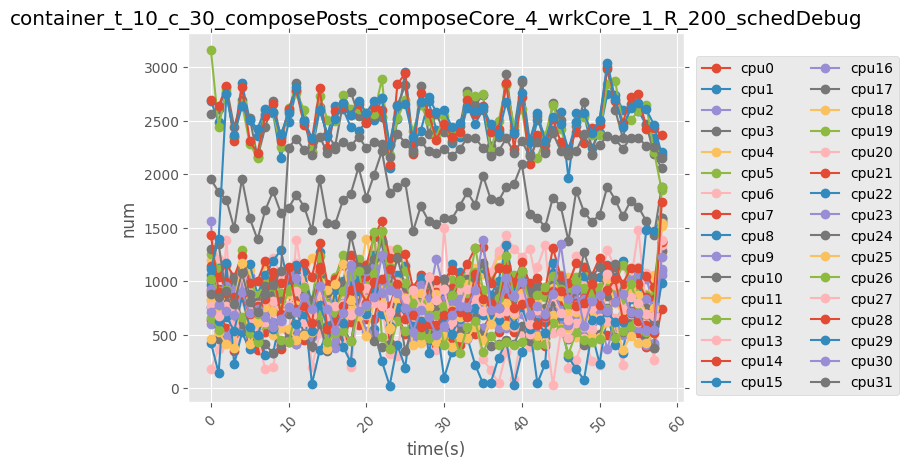 container_t_10_c_30_composePosts_composeCore_4_wrkCore_1_R_200_schedDebug
3000
2500
2000
1500
1000
500
0
num
0 10 20 30 40 50 60
time(s)
cpu0 cpu16
cpu1 cpu17
cpu2 cpu18
cpu3 cpu19
cpu4 cpu20
cpu5 cpu21
cpu6 cpu22
cpu7 cpu23
cpu8 cpu24
cpu9 cpu25
cpu10 cpu26
cpu11 cpu27
cpu12 cpu28
cpu13 cpu29
cpu14 cpu30
cpu15 cpu31